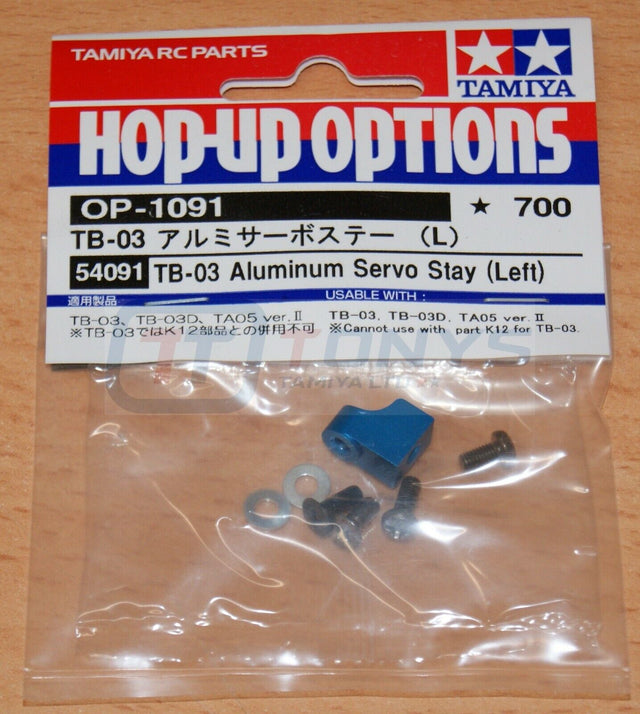 TAMIYA RC PARTS
TAMIYA
HOP-UP OPTIONS
OP-1091 ★ 700
TB-03 アルミサーボステー (L)
54091 TB-03 Aluminum Servo Stay (Left)
適用製品
TB-03、TB-03D、TA05 ver.Ⅱ
※TB-03ではK12部品との併用不可
USABLE WITH :
TB-03, TB-03D, TA05 ver.Ⅱ
※Cannot use with part K12 for TB-03.
TONYS